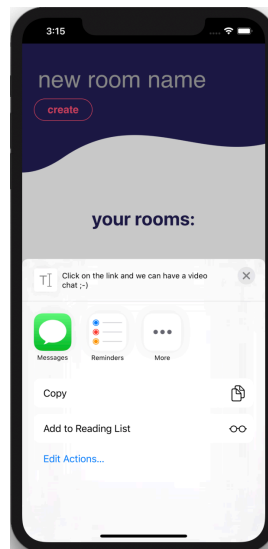 3:15
new room name
create
your rooms:
Click on the link and we can have a video
chat ;-)
Messages
Reminders
More
Copy
Add to Reading List
Edit Actions...